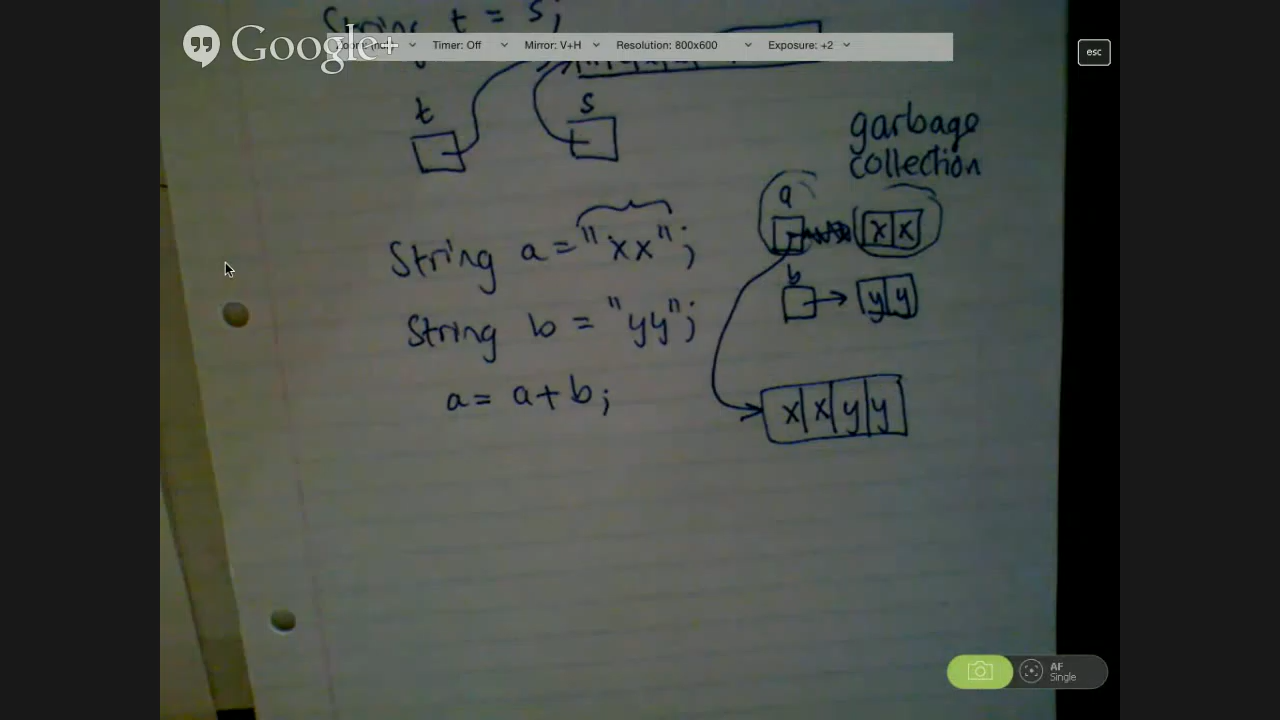 String t = s;
Google+
Timer: Off
Mirror: V+H
Resolution: 800x600
Exposure: +2
esc
t
s
garbage
collection
String a = "xx";
a
x x
String b = "yy";
b
y y
a = a + b;
x x y y
AF
Single